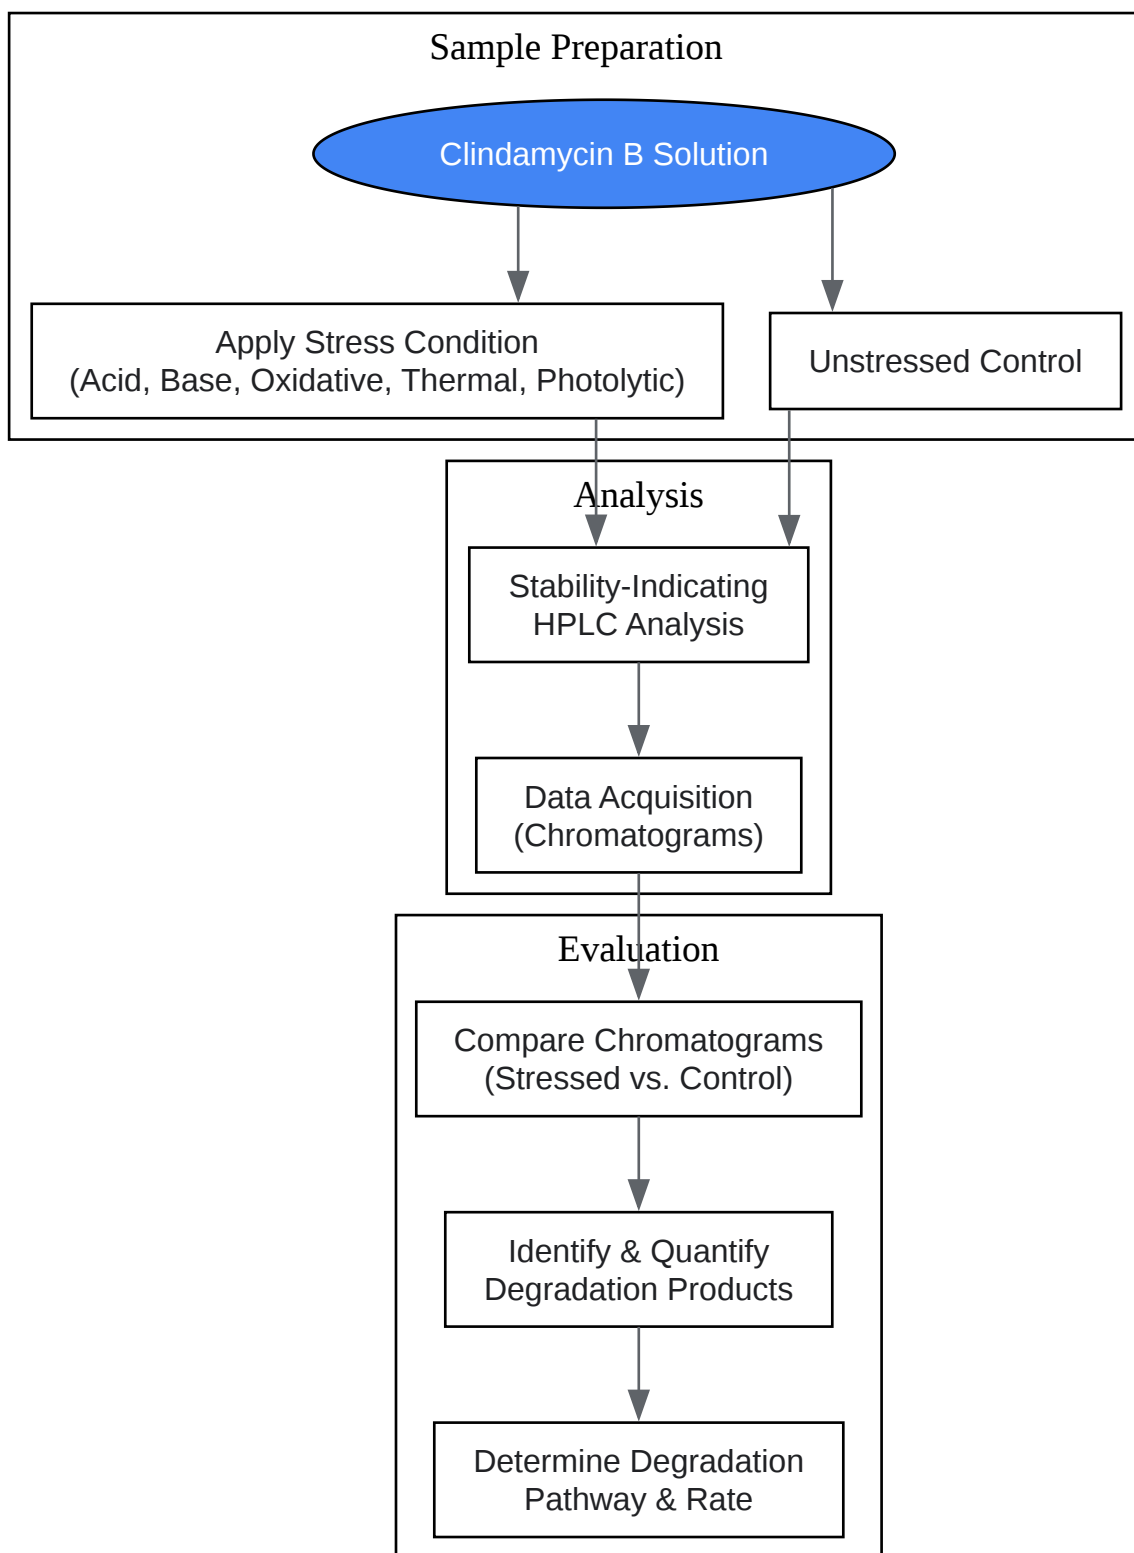 Sample Preparation
Clindamycin B Solution
Apply Stress Condition
(Acid, Base, Oxidative, Thermal, Photolytic)
Unstressed Control
Analysis
Stability-Indicating
HPLC Analysis
Data Acquisition
(Chromatograms)
Evaluation
Compare Chromatograms
(Stressed vs. Control)
Identify & Quantify
Degradation Products
Determine Degradation
Pathway & Rate